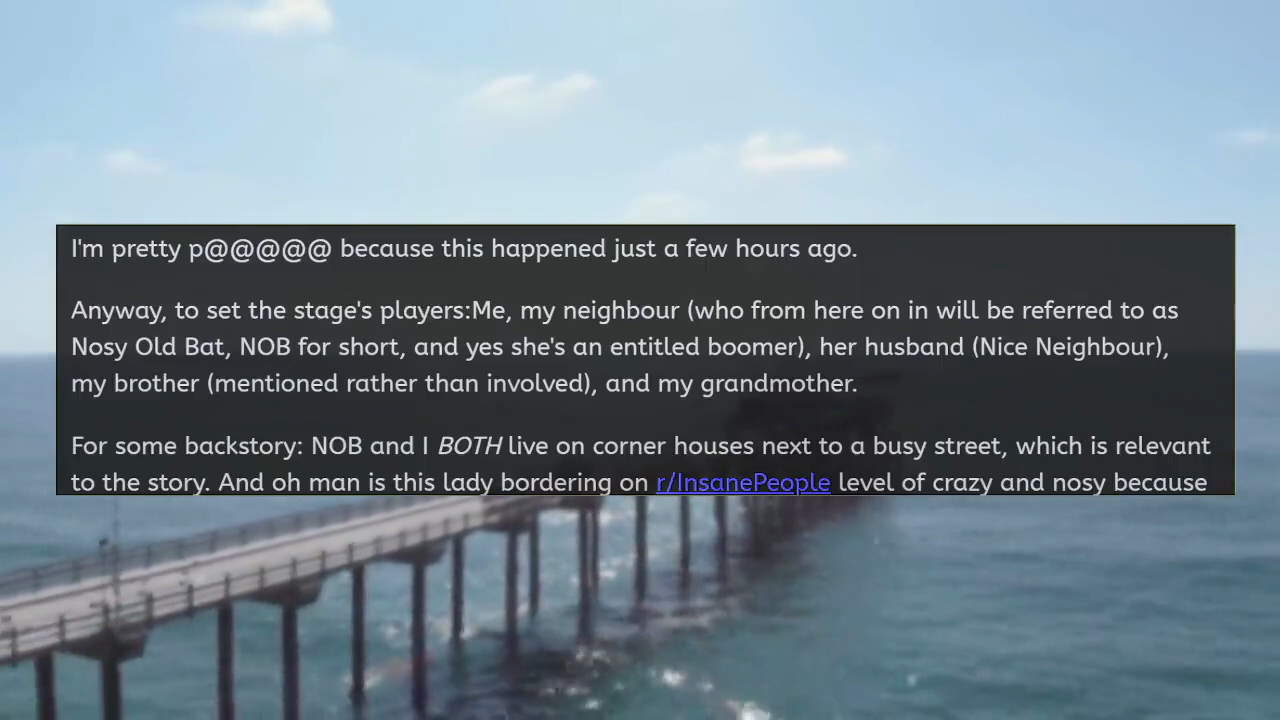 I'm pretty p@@@@@ because this happened just a few hours ago.
Anyway, to set the stage's players:Me, my neighbour (who from here on in will be referred to as
Nosy Old Bat, NOB for short, and yes she's an entitled boomer), her husband (Nice Neighbour),
my brother (mentioned rather than involved), and my grandmother.
For some backstory: NOB and I BOTH live on corner houses next to a busy street, which is relevant
to the story. And oh man is this lady bordering on r/InsanePeople level of crazy and nosy because